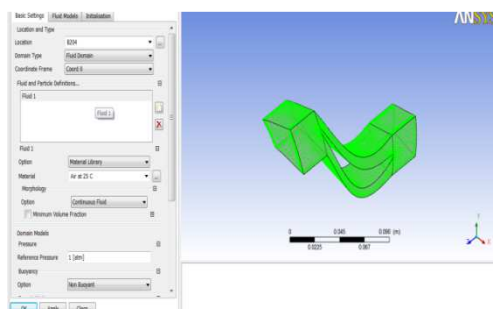 Basic Settings Fluid Models Initialisation
Location and Type
Location B234
Domain Type Fluid Domain
Coordinate Frame Coord 0
Fluid and Particle Definitions...
Fluid 1
Fluid 1
Fluid 1
Option Material Library
Material Air at 25 C
Morphology
Option Continuous Fluid
Minimum Volume Fraction
Domain Models
Pressure
Reference Pressure 1 [atm]
Buoyancy
Option Non Buoyant
OK Apply Close
ANSYS
0 0.045 0.090 (m)
0.0225 0.067